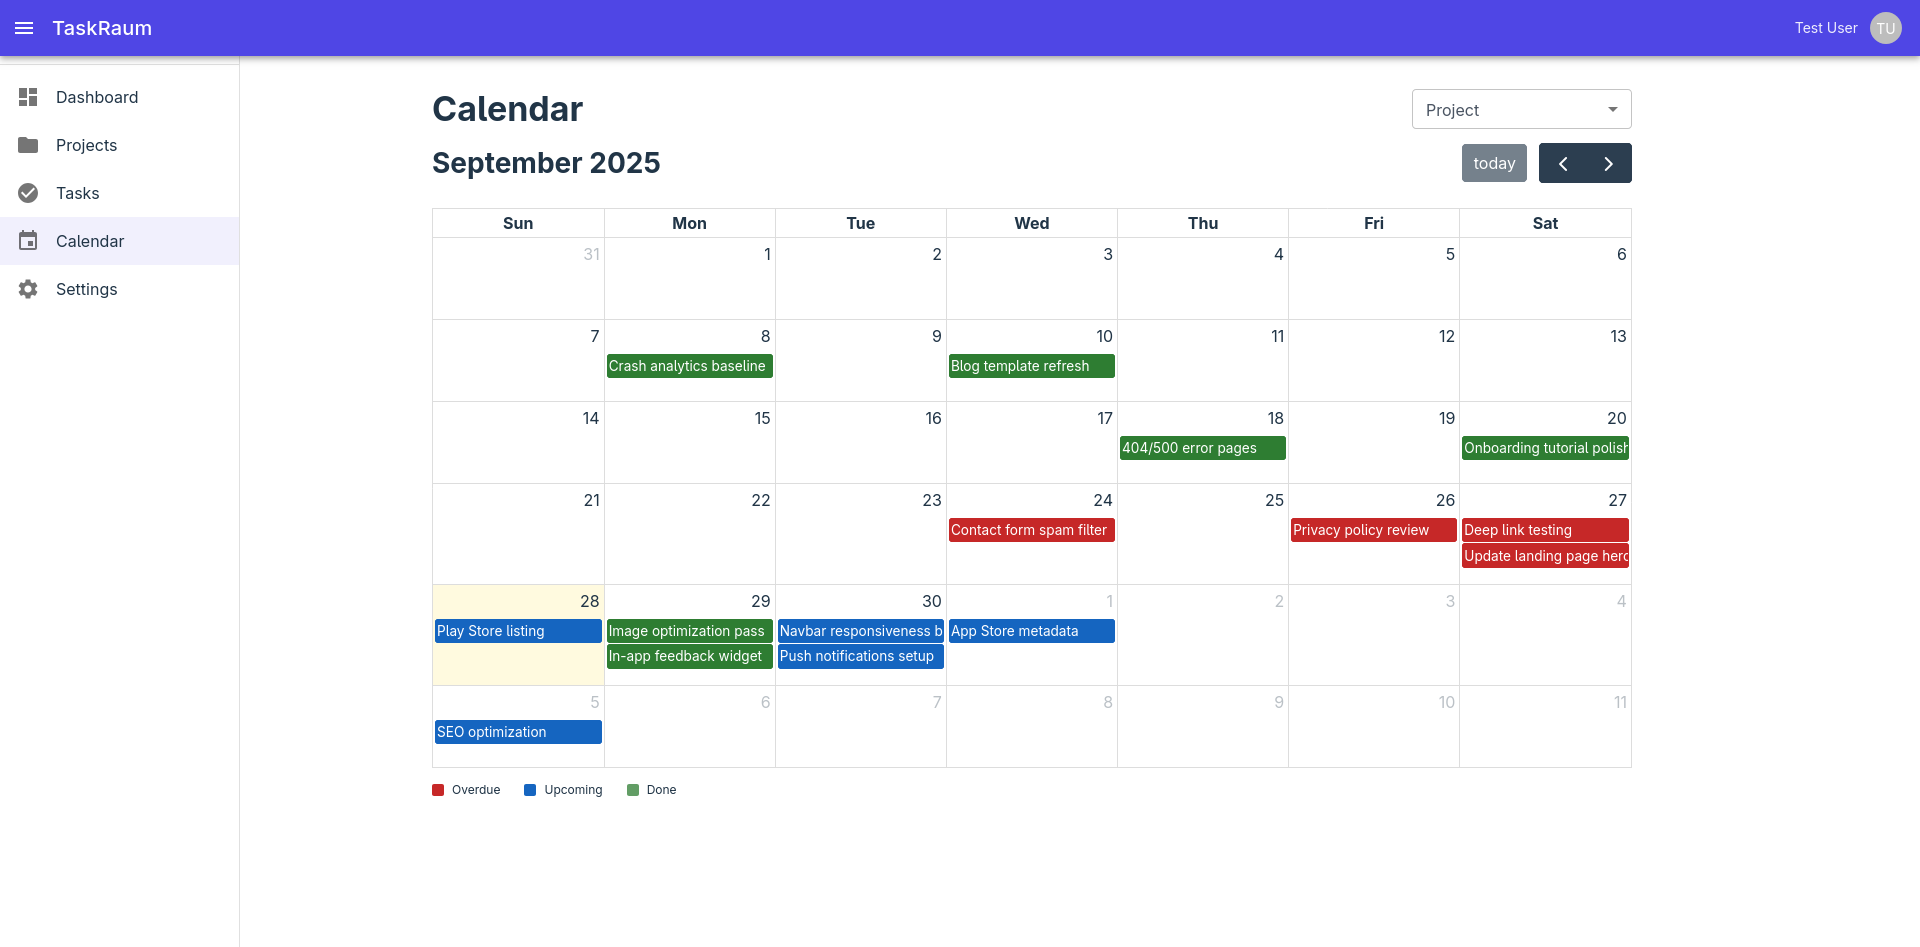 TaskRaum
Test User
TU
Dashboard
Projects
Tasks
Calendar
Settings
Calendar
Project
September 2025
today
Sun Mon Tue Wed Thu Fri Sat
31 1 2 3 4 5 6
7 8 9 10 11 12 13
Crash analytics baseline
Blog template refresh
14 15 16 17 18 19 20
404/500 error pages
Onboarding tutorial polish
21 22 23 24 25 26 27
Contact form spam filter
Privacy policy review
Deep link testing
Update landing page hero
28 29 30 1 2 3 4
Play Store listing
Image optimization pass
Navbar responsiveness b
App Store metadata
In-app feedback widget
Push notifications setup
5 6 7 8 9 10 11
SEO optimization
Overdue
Upcoming
Done